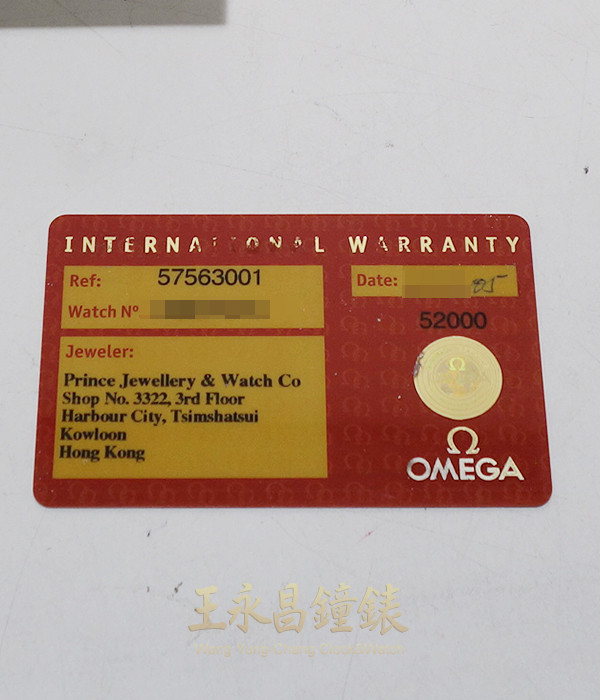 INTERNATIONAL WARRANTY
Ref: 57563001
Watch Nº
Date: 05
52000
Jeweler:
Prince Jewellery & Watch Co
Shop No. 3322, 3rd Floor
Harbour City, Tsimshatsui
Kowloon
Hong Kong
Ω
OMEGA
王永昌鐘錶